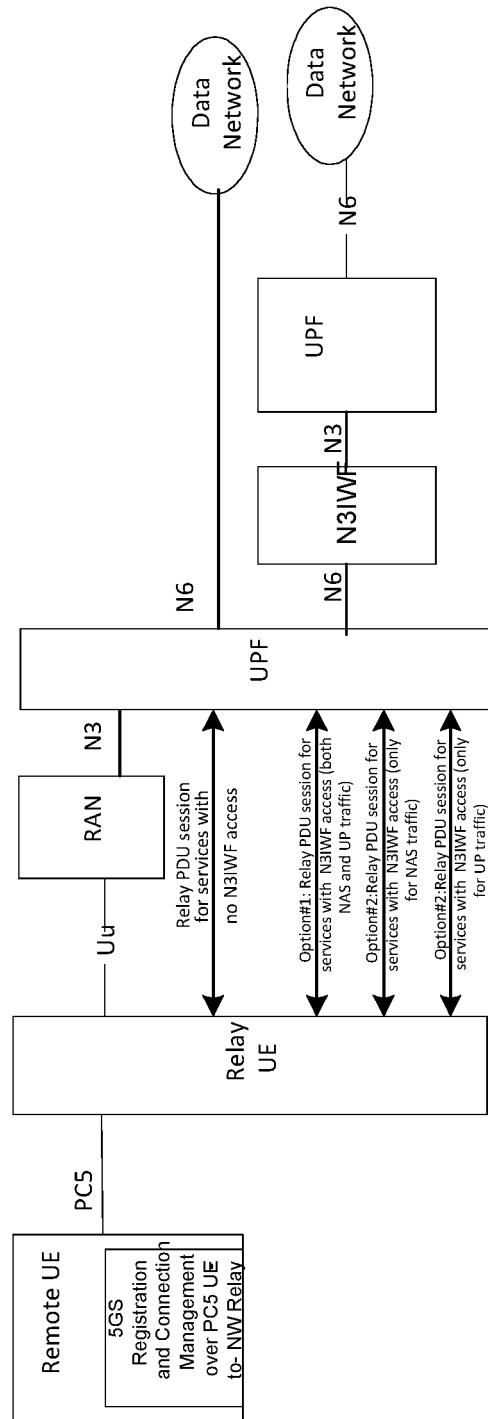 Remote UE
5GS
Registration
and Connection
Management
over PC5 UE
to- NW Relay
PC5
Relay
UE
Uu
RAN
N3
Relay PDU session
for services with
no N3IWF access
Option#1: Relay PDU session for
services with N3IWF access (both
NAS and UP traffic)
Option#2:Relay PDU session for
services with N3IWF access (only
for NAS traffic)
Option#2:Relay PDU session for
services with N3IWF access (only
for UP traffic)
UPF
N6
Data
Network
N6
N3IWF
N3
UPF
N6
Data
Network